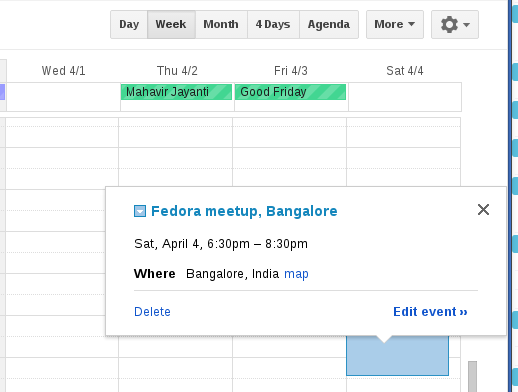 Day Week Month 4 Days Agenda More
Wed 4/1 Thu 4/2 Fri 4/3 Sat 4/4
Mahavir Jayanti Good Friday
Fedora meetup, Bangalore
Sat, April 4, 6:30pm – 8:30pm
Where Bangalore, India map
Delete Edit event ››